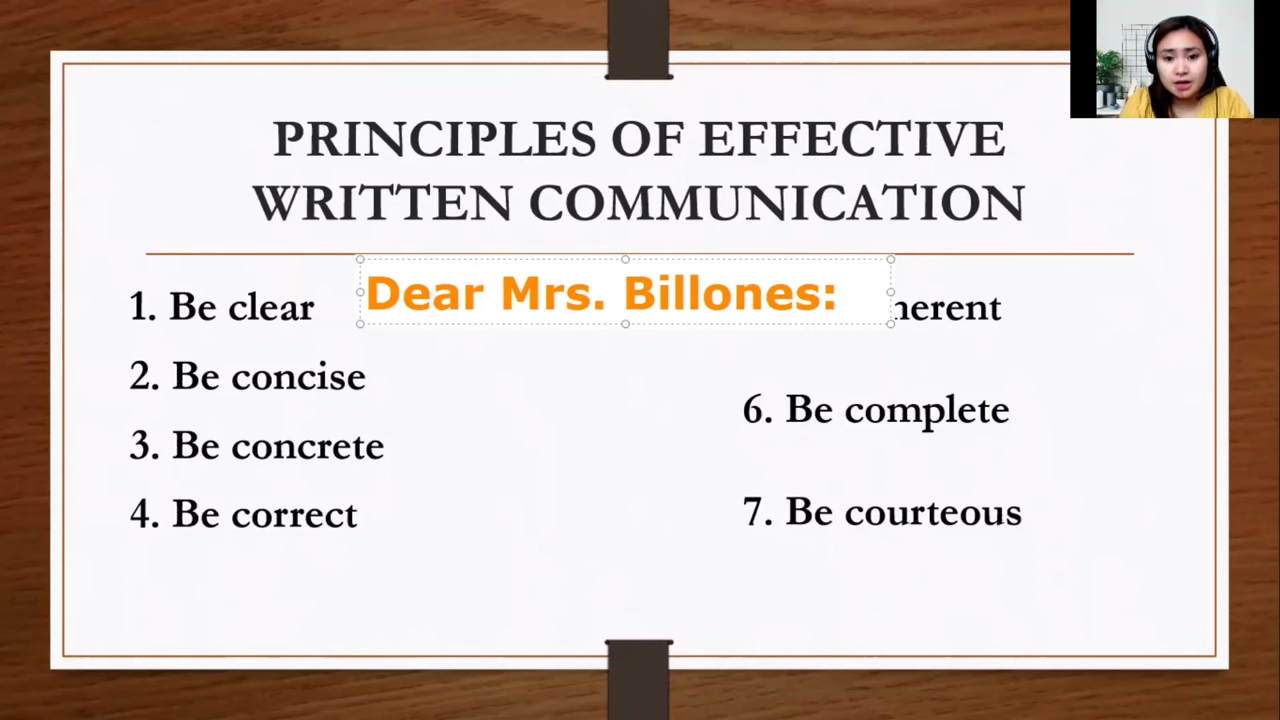 PRINCIPLES OF EFFECTIVE
WRITTEN COMMUNICATION
Dear Mrs. Billones:
1. Be clear
2. Be concise
3. Be concrete
4. Be correct
6. Be complete
7. Be courteous